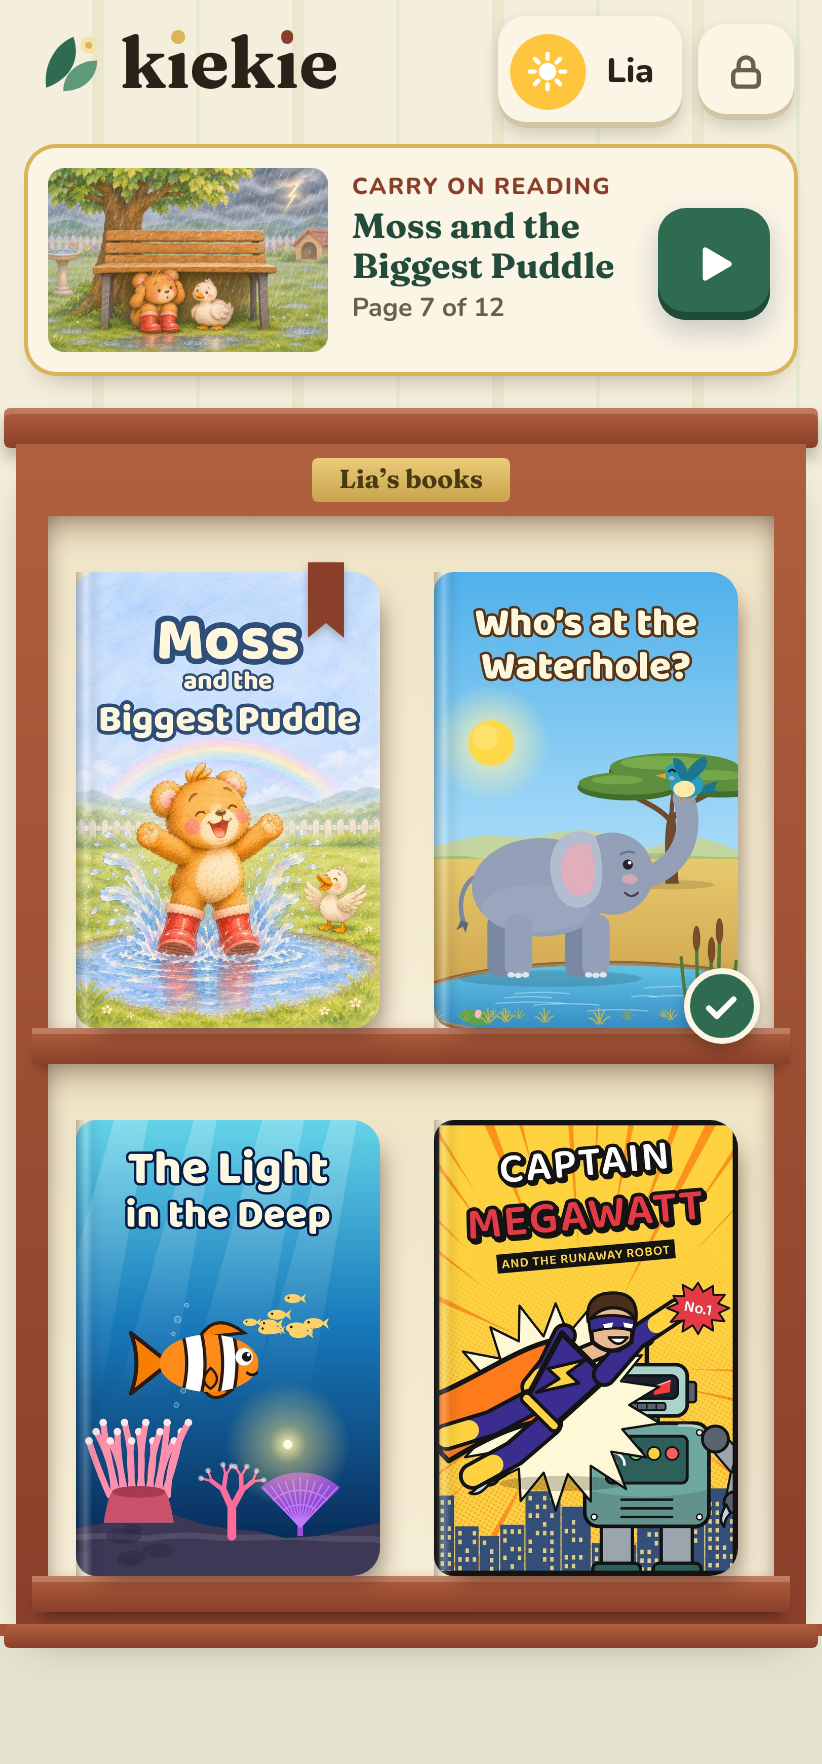 kiekie
Lia
CARRY ON READING
Moss and the
Biggest Puddle
Page 7 of 12
Lia’s books
Moss
and the
Biggest Puddle
Who's at the
Waterhole?
The Light
in the Deep
CAPTAIN
MEGAWATT
AND THE RUNAWAY ROBOT
No.1